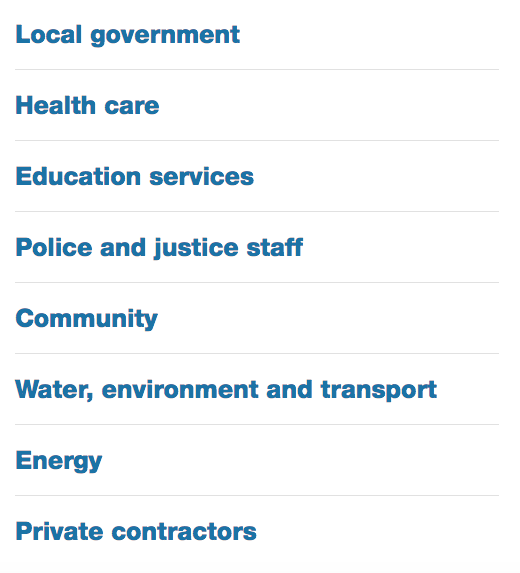 Local government
Health care
Education services
Police and justice staff
Community
Water, environment and transport
Energy
Private contractors